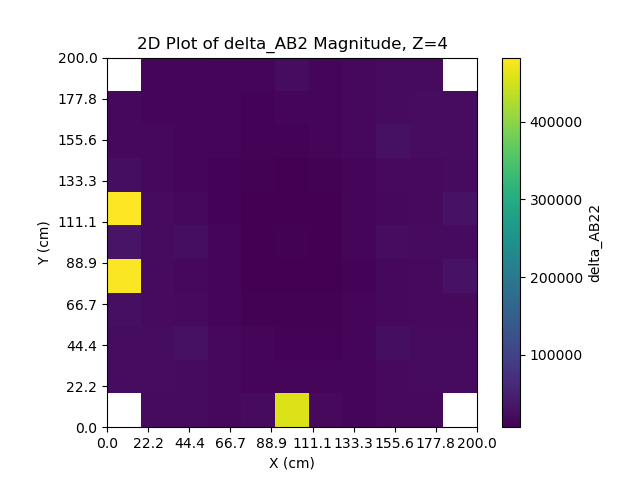 2D Plot of delta_AB2 Magnitude, Z=4
200.0
177.8
155.6
133.3
111.1
88.9
66.7
44.4
22.2
0.0
Y (cm)
0.0 22.2 44.4 66.7 88.9 111.1 133.3 155.6 177.8 200.0
X (cm)
400000
300000
200000
100000
delta_AB22